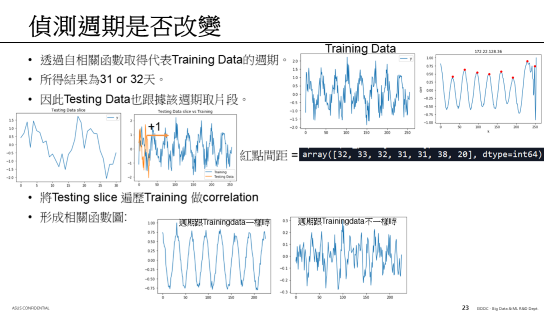 偵測週期是否改變
• 透過自相關函數取得代表Training Data的週期。
• 所得結果為31 or 32天。
• 因此Testing Data也跟據該週期取片段。
Training Data
172.22.128.36
Testing Data slice
Testing Data slice vs Training
+1
Training
Testing Data
紅點間距 = array([32, 33, 32, 31, 31, 38, 20], dtype=int64)
• 將Testing slice 遍歷Training 做correlation
• 形成相關函數圖:
週期跟Trainingdata一樣時
週期跟Trainingdata不一樣時
ASUS CONFIDENTIAL
23